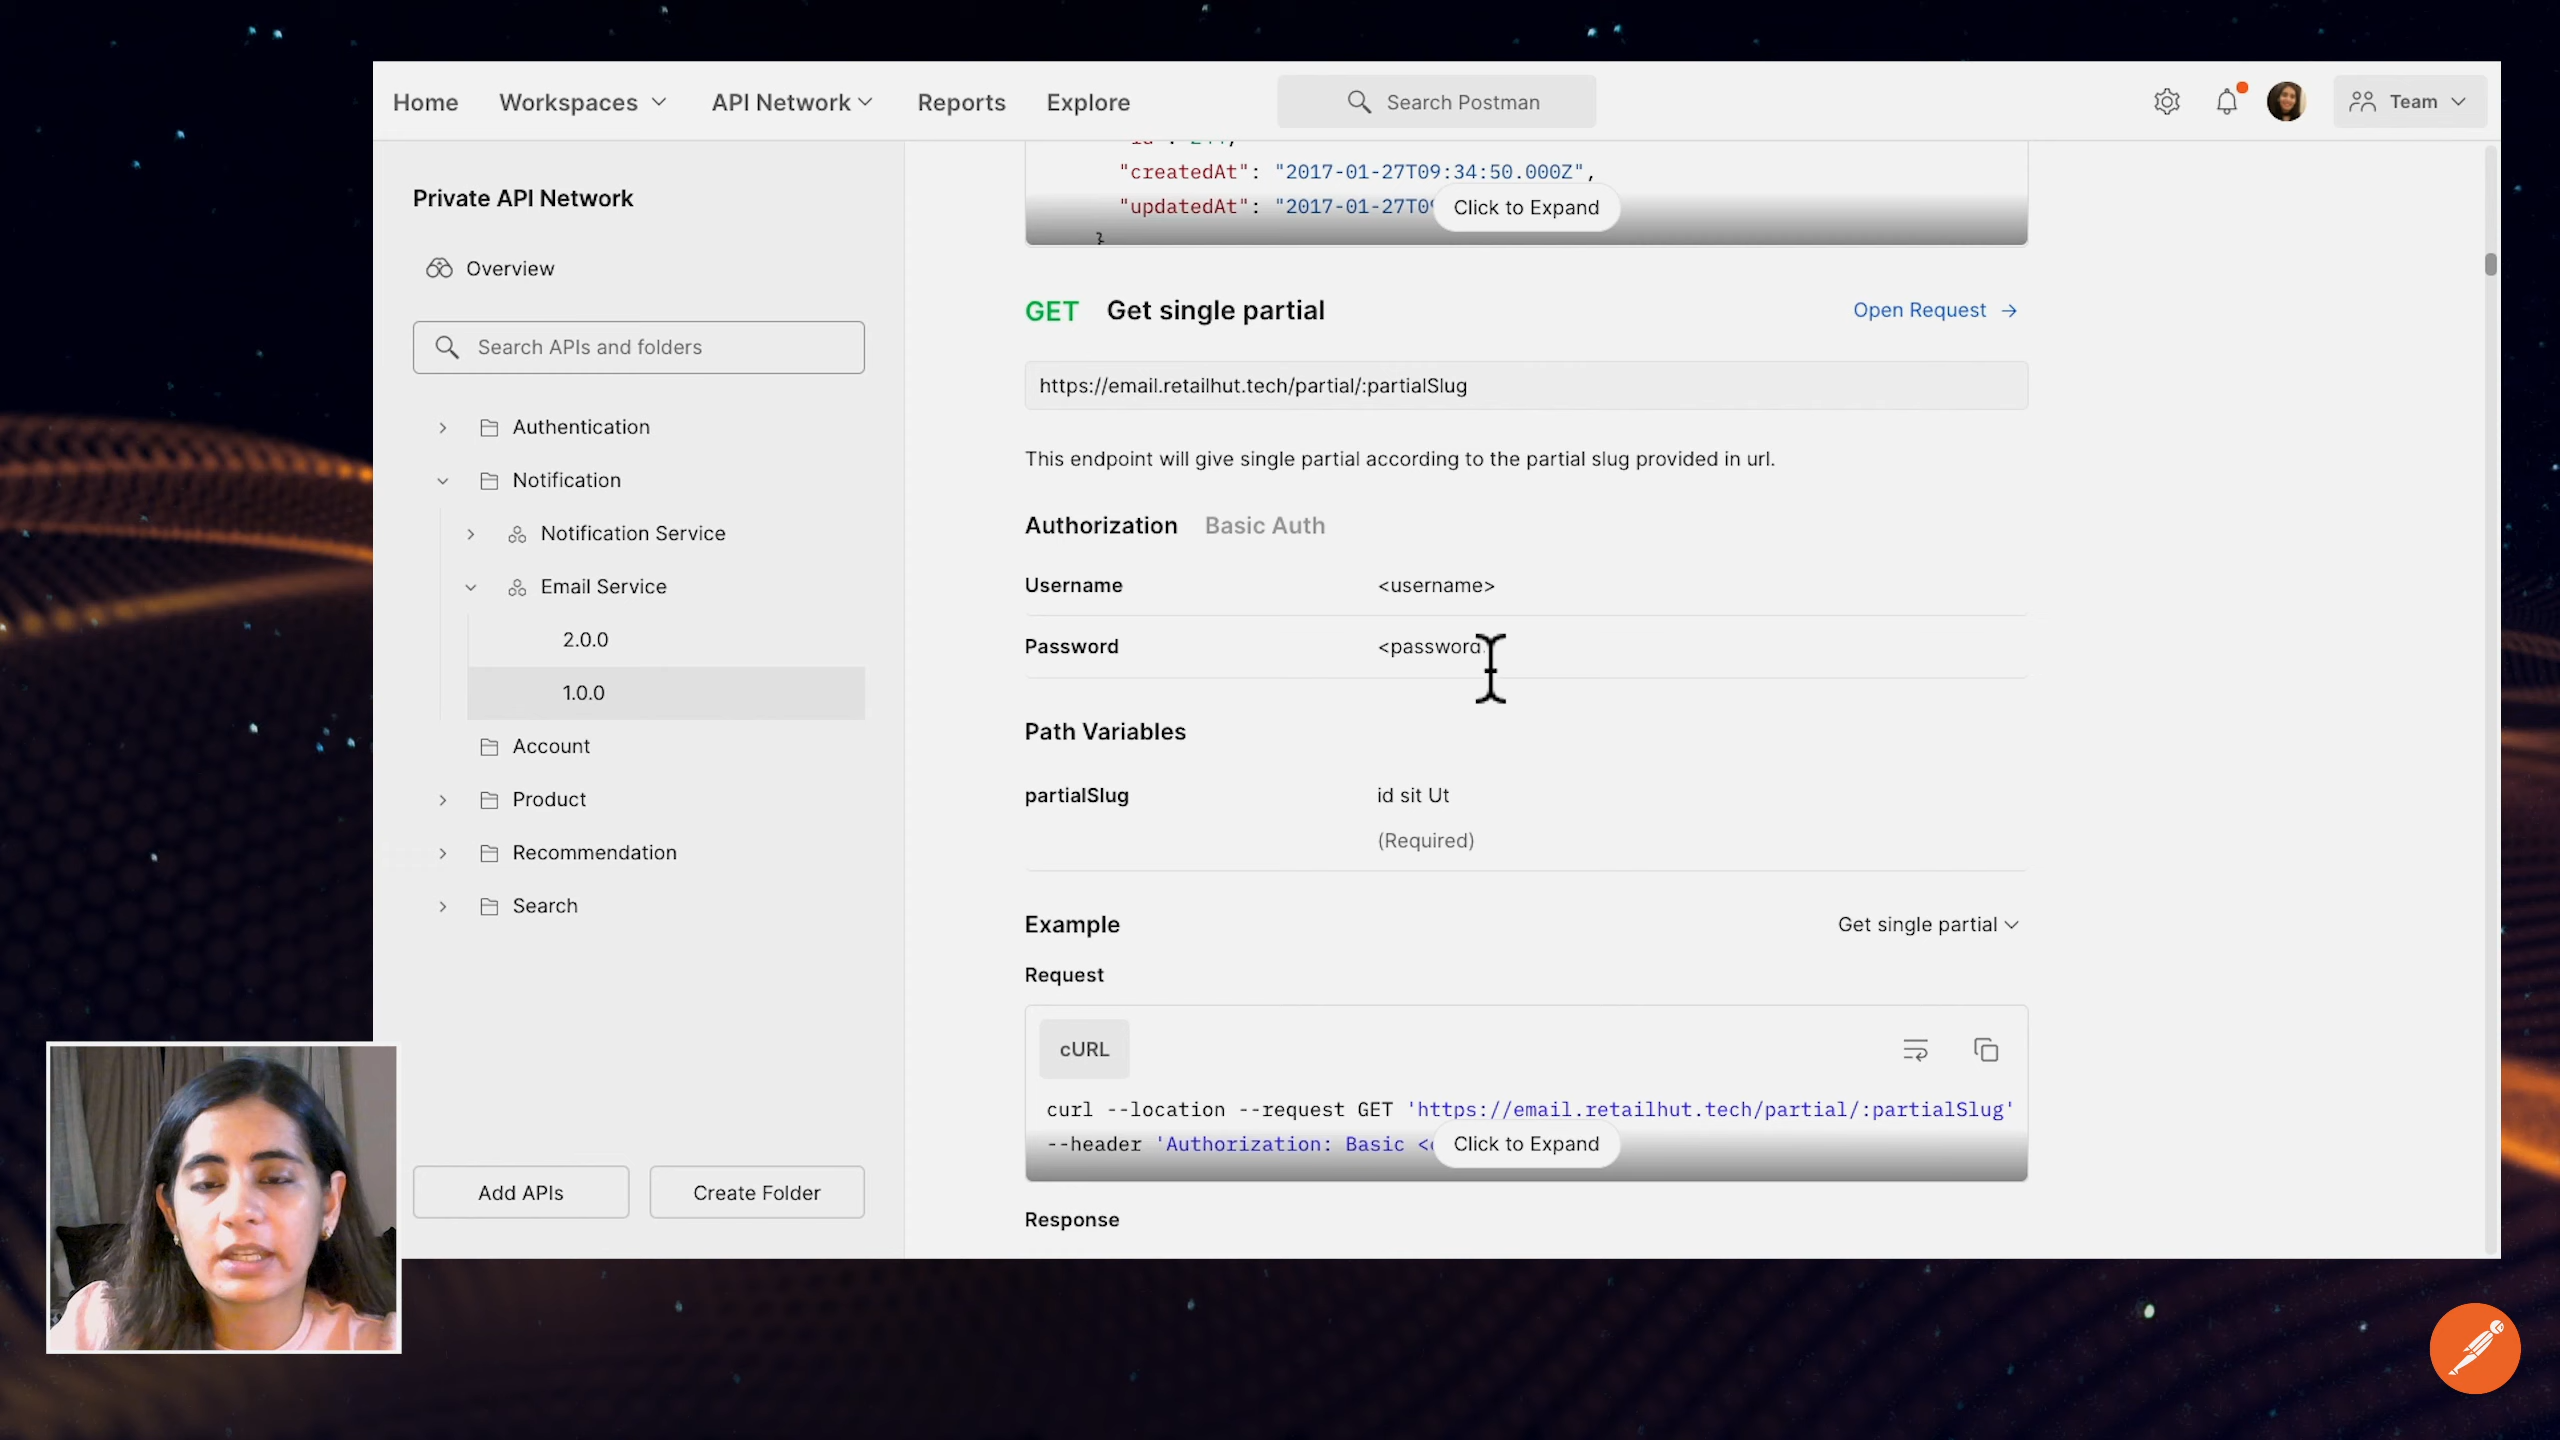 Home Workspaces API Network Reports Explore Search Postman Team
Private API Network
Overview
Search APIs and folders
Authentication
Notification
Notification Service
Email Service
2.0.0
1.0.0
Account
Product
Recommendation
Search
Add APIs Create Folder
"createdAt": "2017-01-27T09:34:50.000Z",
"updatedAt": "2017-01-27T09 Click to Expand
}
GET Get single partial Open Request →
https://email.retailhut.tech/partial/:partialSlug
This endpoint will give single partial according to the partial slug provided in url.
Authorization Basic Auth
Username <username>
Password <password
Path Variables
partialSlug id sit Ut
(Required)
Example Get single partial
Request
cURL
curl --location --request GET 'https://email.retailhut.tech/partial/:partialSlug'
--header 'Authorization: Basic < Click to Expand
Response